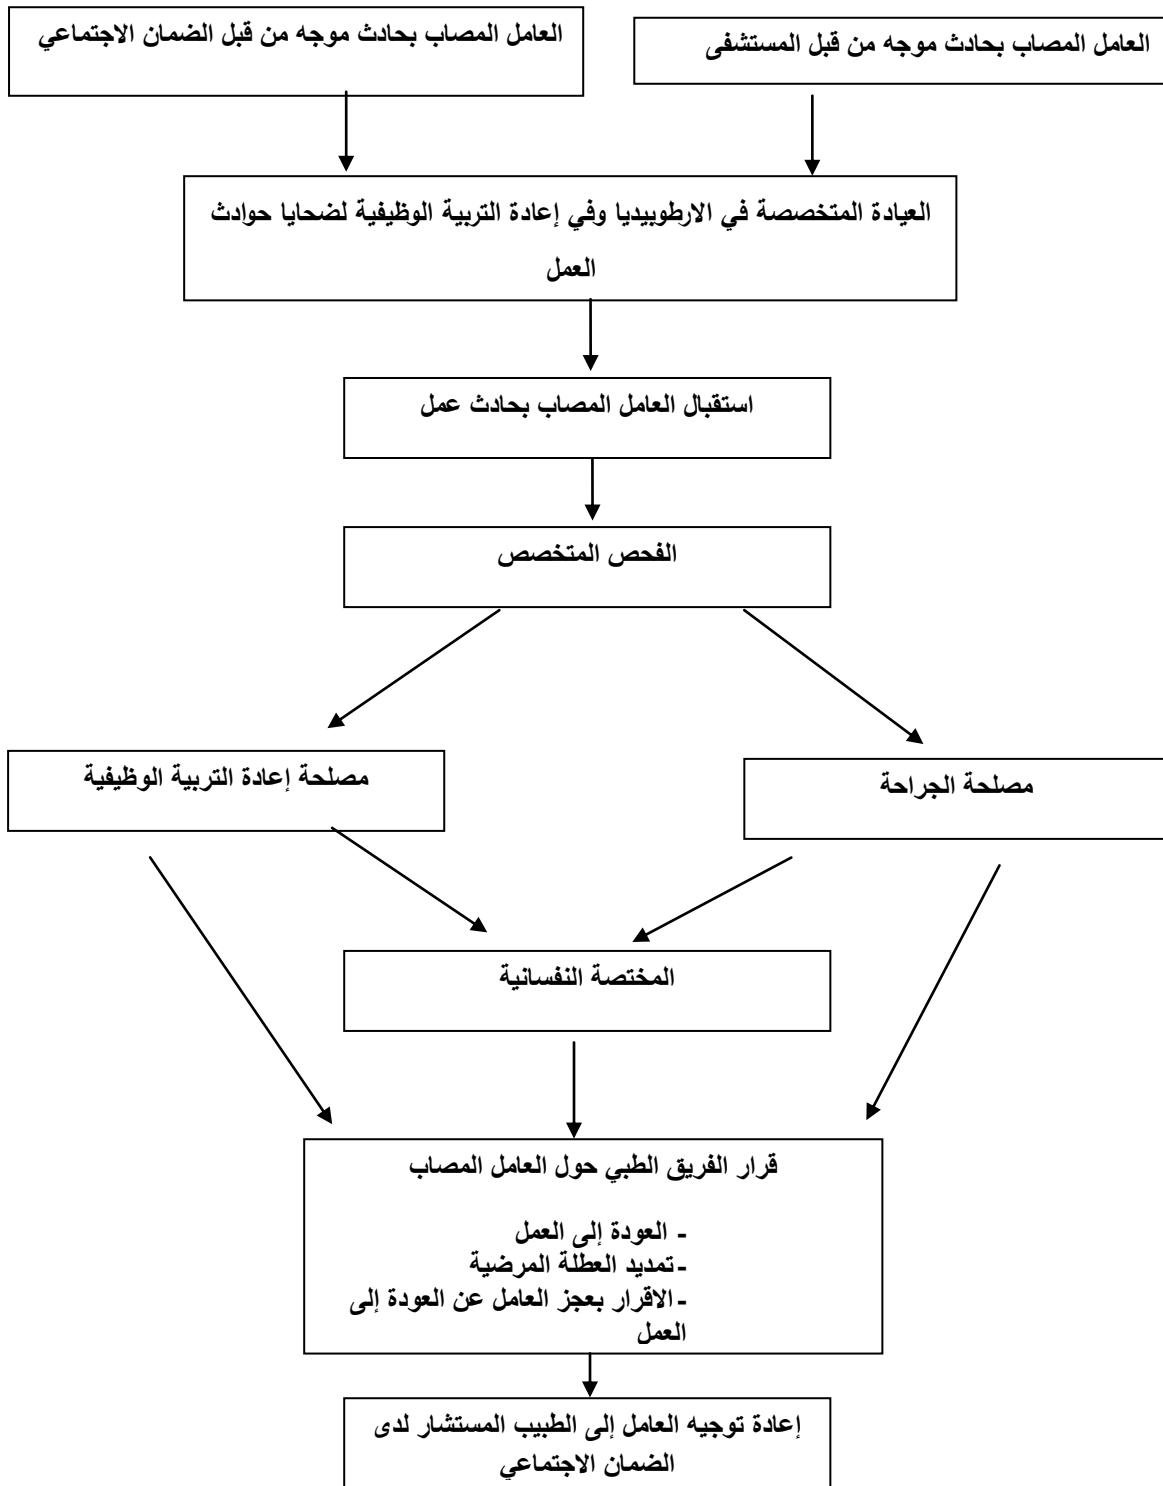 العامل المصاب بحادث موجه من قبل المستشفى
العامل المصاب بحادث موجه من قبل الضمان الاجتماعي
العيادة المتخصصة في الارطوبيديا وفي إعادة التربية الوظيفية لضحايا حوادث
العمل
استقبال العامل المصاب بحادث عمل
الفحص المتخصص
مصلحة الجراحة
مصلحة إعادة التربية الوظيفية
المختصة النفسانية
قرار الفريق الطبي حول العامل المصاب
- العودة إلى العمل
- تمديد العطلة المرضية
- الاقرار بعجز العامل عن العودة إلى
العمل
إعادة توجيه العامل إلى الطبيب المستشار لدى
الضمان الاجتماعي